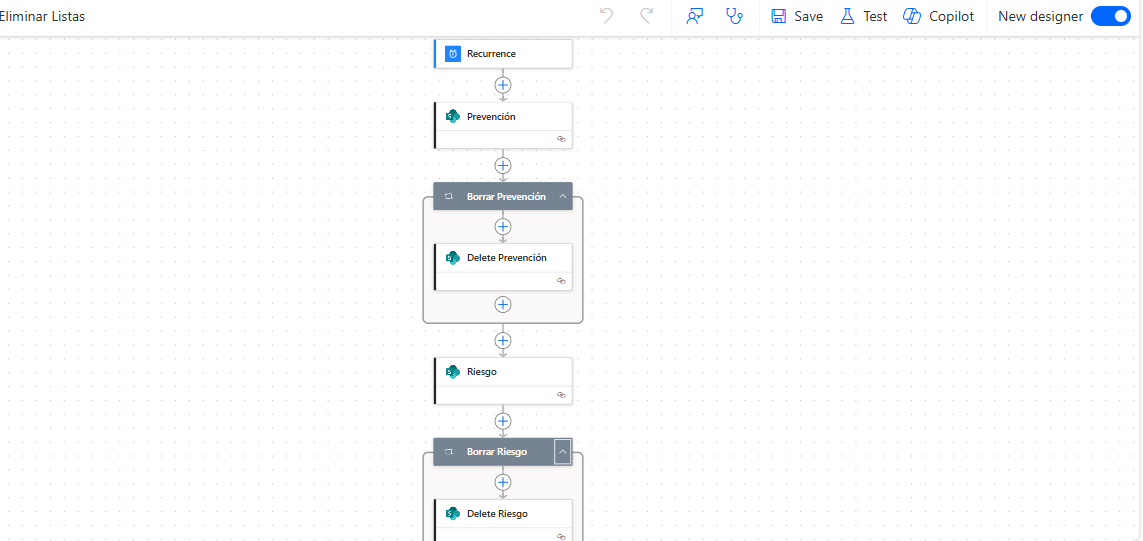 Eliminar Listas
Save
Test
Copilot
New designer
Recurrence
Prevención
Borrar Prevención
Delete Prevención
Riesgo
Borrar Riesgo
Delete Riesgo